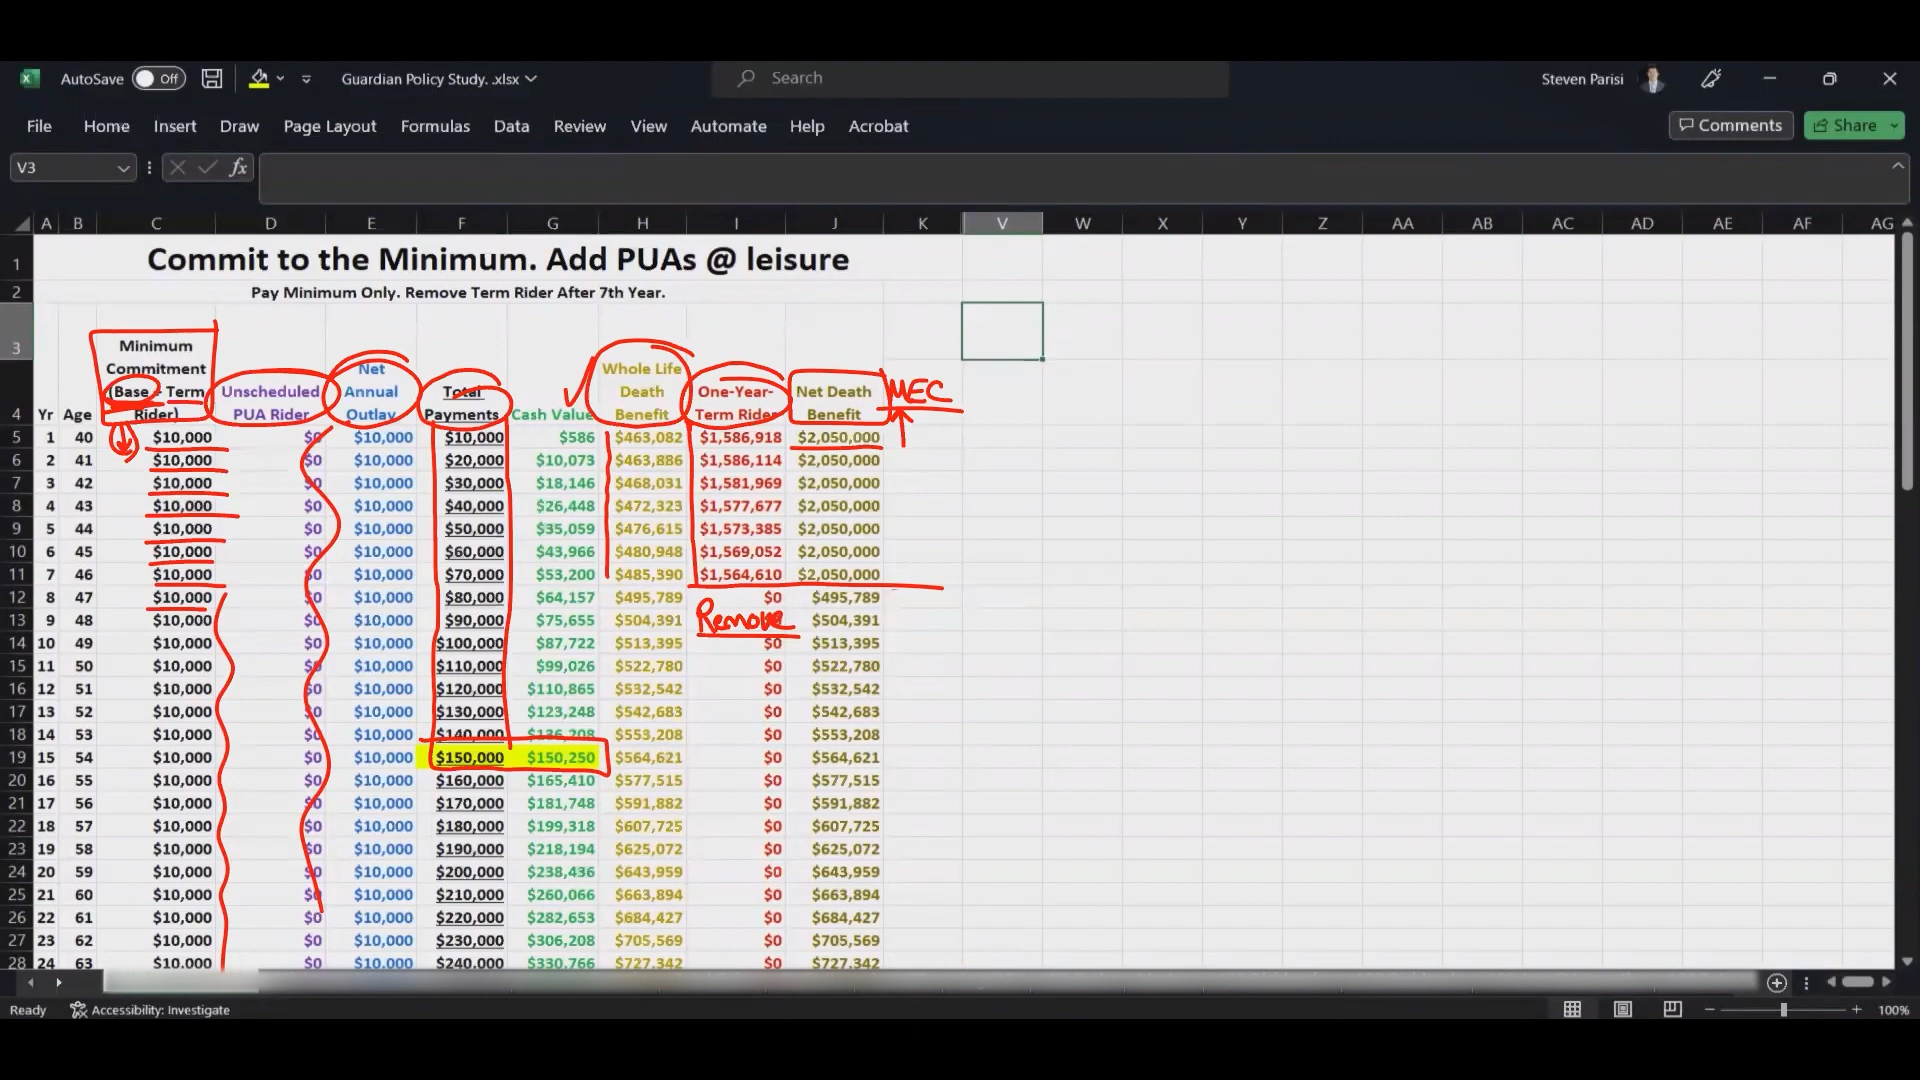 AutoSave Off Guardian Policy Study. .xlsx Search Steven Parisi
File Home Insert Draw Page Layout Formulas Data Review View Automate Help Acrobat Comments Share
V3 fx
A B C D E F G H I J K V W X Y Z AA AB AC AD AE AF AG
1 Commit to the Minimum. Add PUAs @ leisure
2 Pay Minimum Only. Remove Term Rider After 7th Year.
3
4 Yr Age Minimum Commitment (Base + Term Rider) Unscheduled PUA Rider Net Annual Outlay Total Payments Cash Value Whole Life Death Benefit One-Year-Term Rider Net Death Benefit MEC
5 1 40 $10,000 $0 $10,000 $10,000 $586 $463,082 $1,586,918 $2,050,000
6 2 41 $10,000 $0 $10,000 $20,000 $10,073 $463,886 $1,586,114 $2,050,000
7 3 42 $10,000 $0 $10,000 $30,000 $18,146 $468,031 $1,581,969 $2,050,000
8 4 43 $10,000 $0 $10,000 $40,000 $26,448 $472,323 $1,577,677 $2,050,000
9 5 44 $10,000 $0 $10,000 $50,000 $35,059 $476,615 $1,573,385 $2,050,000
10 6 45 $10,000 $0 $10,000 $60,000 $43,966 $480,948 $1,569,052 $2,050,000
11 7 46 $10,000 $0 $10,000 $70,000 $53,200 $485,390 $1,564,610 $2,050,000
12 8 47 $10,000 $0 $10,000 $80,000 $64,157 $495,789 $0 $495,789
13 9 48 $10,000 $0 $10,000 $90,000 $75,655 $504,391 Remove $504,391
14 10 49 $10,000 $0 $10,000 $100,000 $87,722 $513,395 $0 $513,395
15 11 50 $10,000 $0 $10,000 $110,000 $99,026 $522,780 $0 $522,780
16 12 51 $10,000 $0 $10,000 $120,000 $110,865 $532,542 $0 $532,542
17 13 52 $10,000 $0 $10,000 $130,000 $123,248 $542,683 $0 $542,683
18 14 53 $10,000 $0 $10,000 $140,000 $136,208 $553,208 $0 $553,208
19 15 54 $10,000 $0 $10,000 $150,000 $150,250 $564,621 $0 $564,621
20 16 55 $10,000 $0 $10,000 $160,000 $165,410 $577,515 $0 $577,515
21 17 56 $10,000 $0 $10,000 $170,000 $181,748 $591,882 $0 $591,882
22 18 57 $10,000 $0 $10,000 $180,000 $199,318 $607,725 $0 $607,725
23 19 58 $10,000 $0 $10,000 $190,000 $218,194 $625,072 $0 $625,072
24 20 59 $10,000 $0 $10,000 $200,000 $238,436 $643,959 $0 $643,959
25 21 60 $10,000 $0 $10,000 $210,000 $260,066 $663,894 $0 $663,894
26 22 61 $10,000 $0 $10,000 $220,000 $282,653 $684,427 $0 $684,427
27 23 62 $10,000 $0 $10,000 $230,000 $306,208 $705,569 $0 $705,569
28 24 63 $10,000 $0 $10,000 $240,000 $330,766 $727,342 $0 $727,342
Ready Accessibility: Investigate 100%